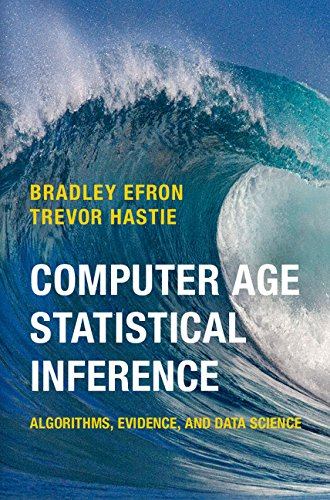 BRADLEY EFRON
TREVOR HASTIE
COMPUTER AGE
STATISTICAL
INFERENCE
ALGORITHMS, EVIDENCE, AND DATA SCIENCE